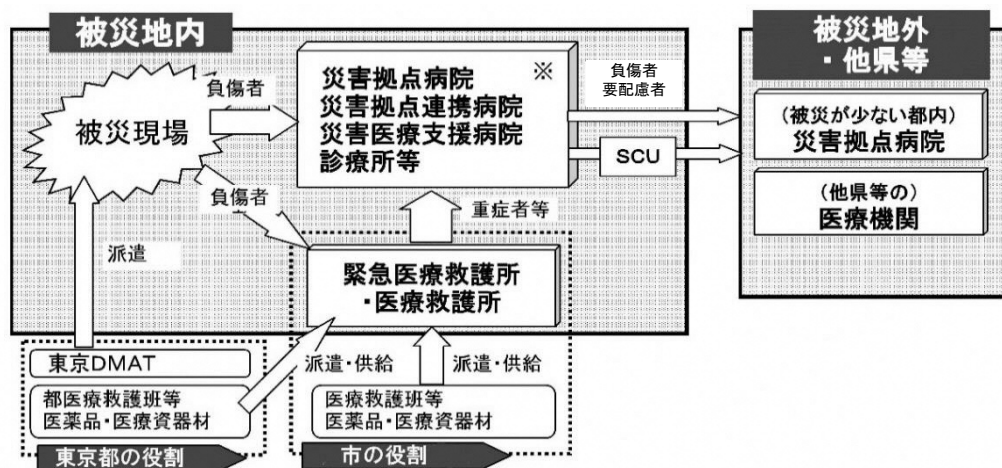 被災地内
被災現場
負傷者
災害拠点病院 ※
災害拠点連携病院
災害医療支援病院
診療所等
負傷者
要配慮者
SCU
被災地外
・他県等
(被災が少ない都内)
災害拠点病院
(他県等の)
医療機関
負傷者
重症者等
派遣
緊急医療救護所
・医療救護所
東京DMAT
都医療救護班等
医薬品・医療資器材
東京都の役割
派遣・供給
派遣・供給
医療救護班等
医薬品・医療資器材
市の役割